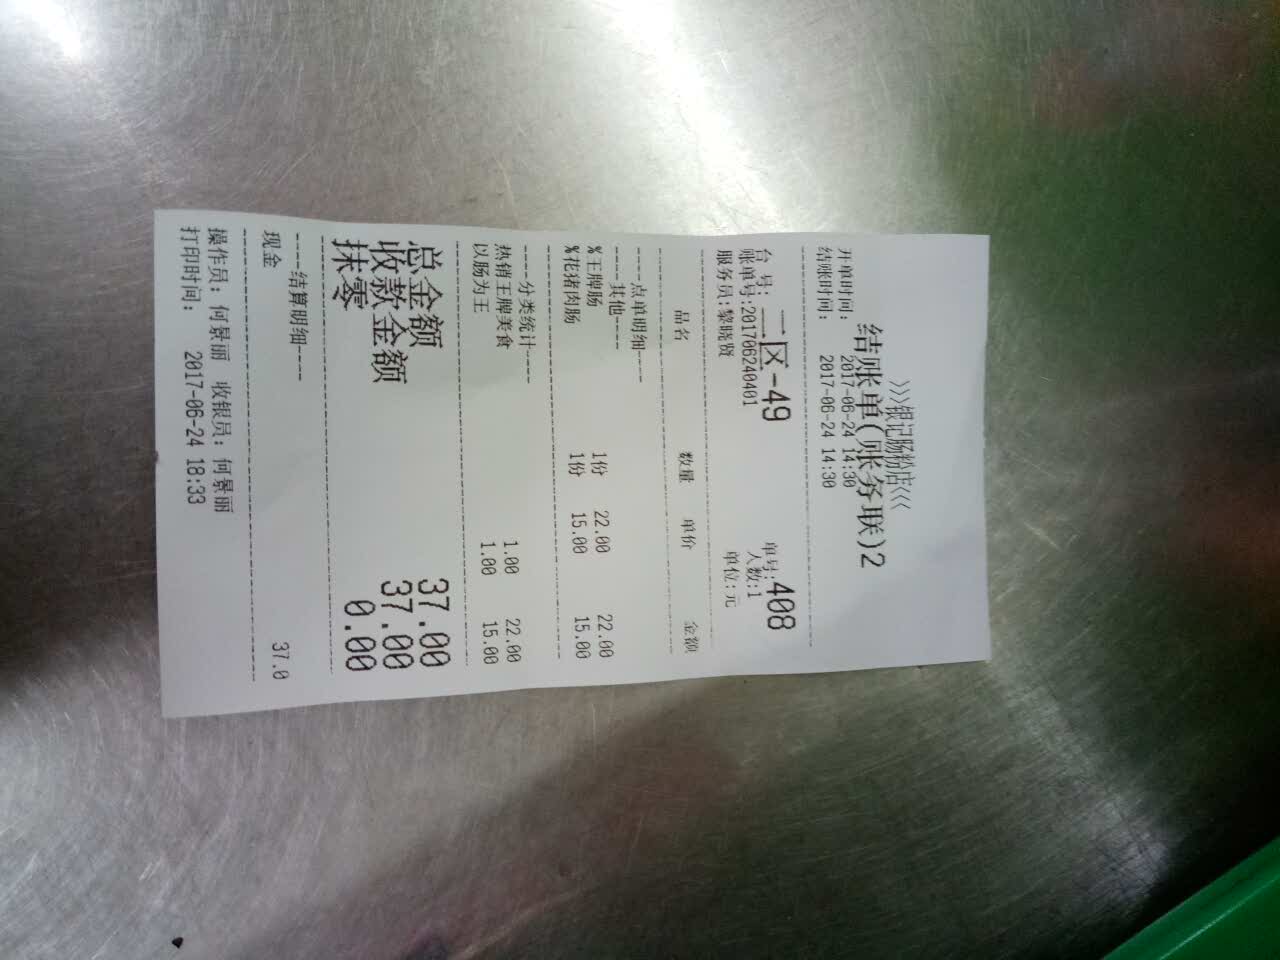 >>>银记肠粉店<<<
结账单(账务联)2
开单时间: 2017-06-24 14:30
结账时间: 2017-06-24 14:30
台号: 二区-49 单号:408
账单号:201706240401 人数:1
服务员:黎晓贤 单位:元
品名 数量 单价 金额
----点单明细----
----其他----
%王牌肠 1份 22.00 22.00
%花猪肉肠 1份 15.00 15.00
----分类统计----
热销王牌美食 1.00 22.00
以肠为王 1.00 15.00
总金额 37.00
收款金额 37.00
抹零 0.00
----结算明细----
现金 37.0
操作员: 何景丽 收银员: 何景丽
打印时间: 2017-06-24 18:33